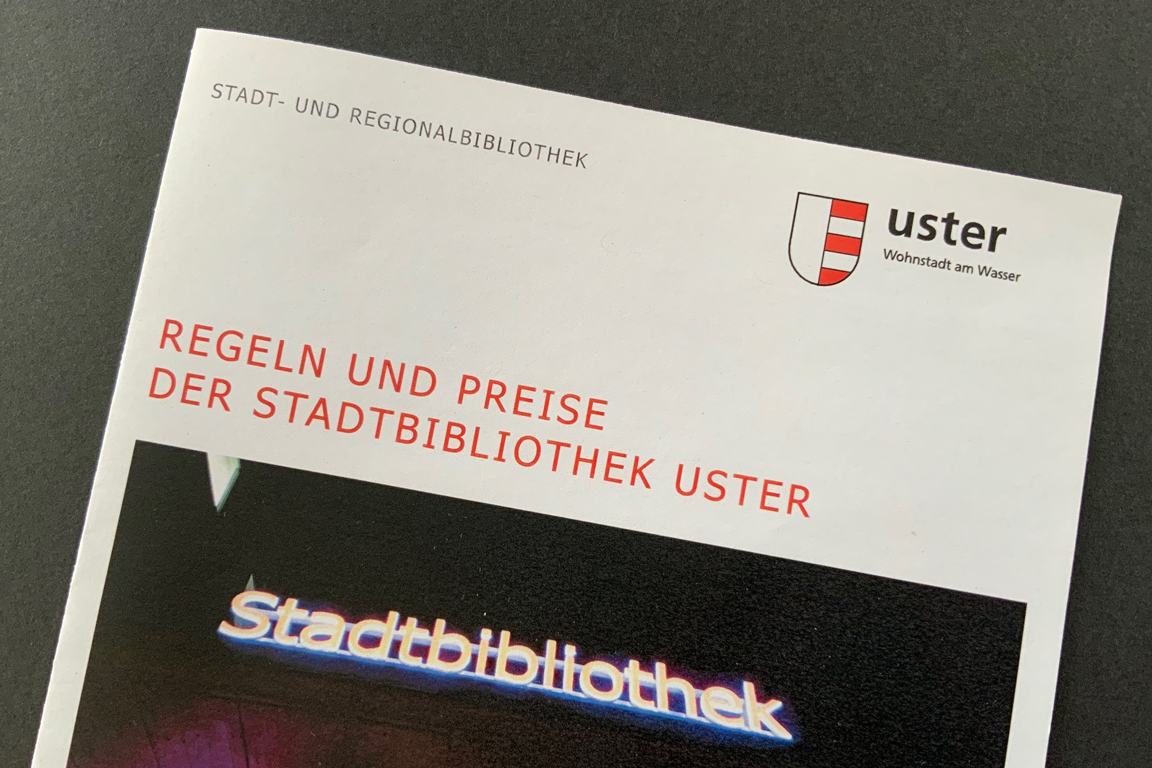 STADT- UND REGIONALBIBLIOTHEK
uster
Wohnstadt am Wasser
REGELN UND PREISE
DER STADTBIBLIOTHEK USTER
Stadtbibliothek